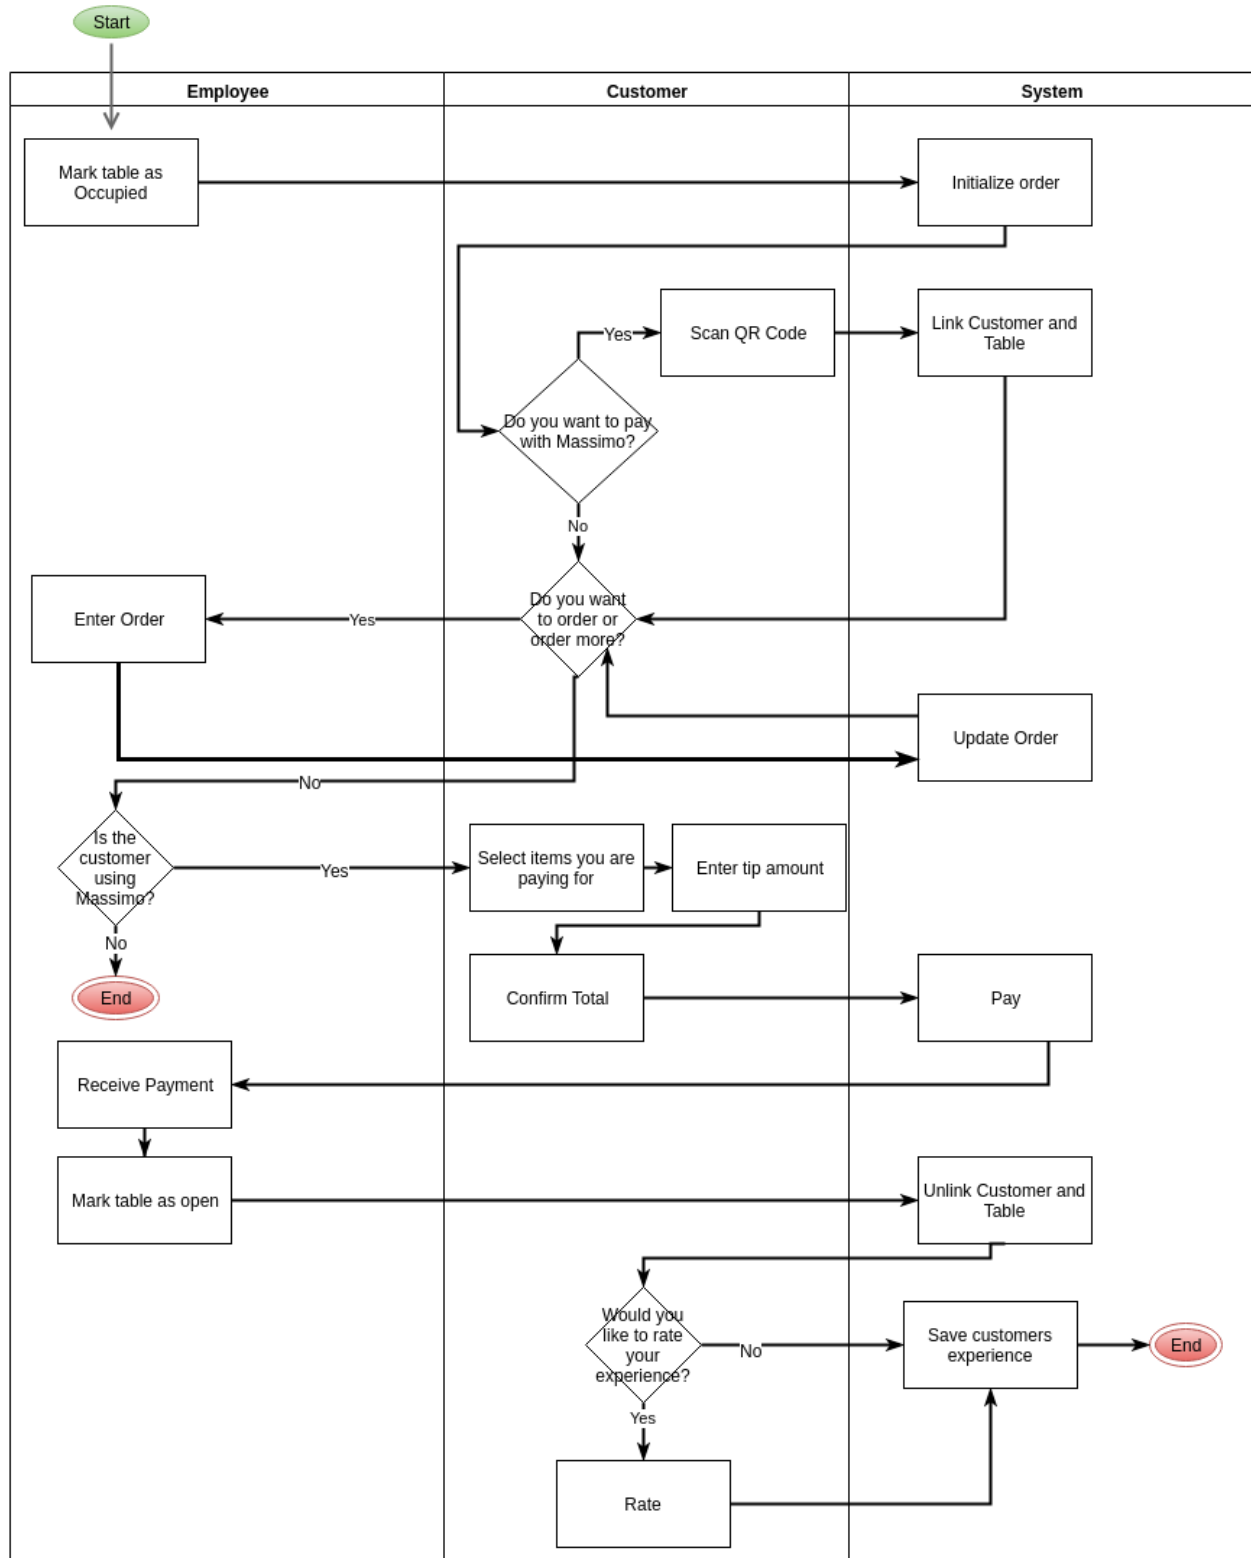 Start
Employee
Customer
System
Mark table as
Occupied
Initialize order
Yes
Scan QR Code
Link Customer and
Table
Do you want to pay
with Massimo?
No
Enter Order
Yes
Do you want
to order or
order more?
Update Order
No
Is the
customer
using
Massimo?
Yes
Select items you are
paying for
Enter tip amount
No
End
Confirm Total
Pay
Receive Payment
Mark table as open
Unlink Customer and
Table
Would you
like to rate
your
experience?
No
Save customers
experience
End
Yes
Rate